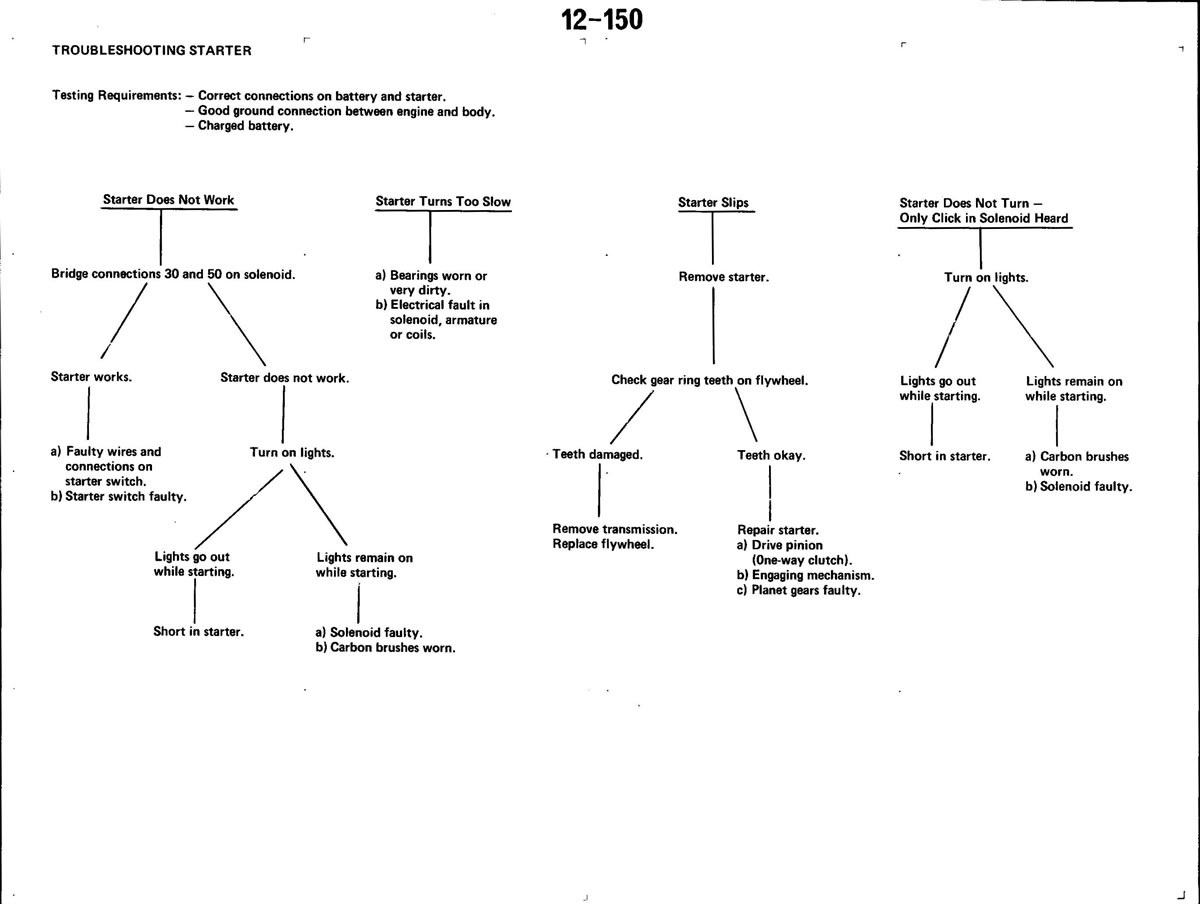 12-150
TROUBLESHOOTING STARTER
Testing Requirements: – Correct connections on battery and starter.
– Good ground connection between engine and body.
– Charged battery.
Starter Does Not Work
Bridge connections 30 and 50 on solenoid.
Starter works.
a) Faulty wires and
connections on
starter switch.
b) Starter switch faulty.
Starter does not work.
Turn on lights.
Lights go out
while starting.
Short in starter.
Lights remain on
while starting.
a) Solenoid faulty.
b) Carbon brushes worn.
Starter Turns Too Slow
a) Bearings worn or
very dirty.
b) Electrical fault in
solenoid, armature
or coils.
Starter Slips
Remove starter.
Check gear ring teeth on flywheel.
Teeth damaged.
Remove transmission.
Replace flywheel.
Teeth okay.
Repair starter.
a) Drive pinion
(One-way clutch).
b) Engaging mechanism.
c) Planet gears faulty.
Starter Does Not Turn –
Only Click in Solenoid Heard
Turn on lights.
Lights go out
while starting.
Short in starter.
Lights remain on
while starting.
a) Carbon brushes
worn.
b) Solenoid faulty.